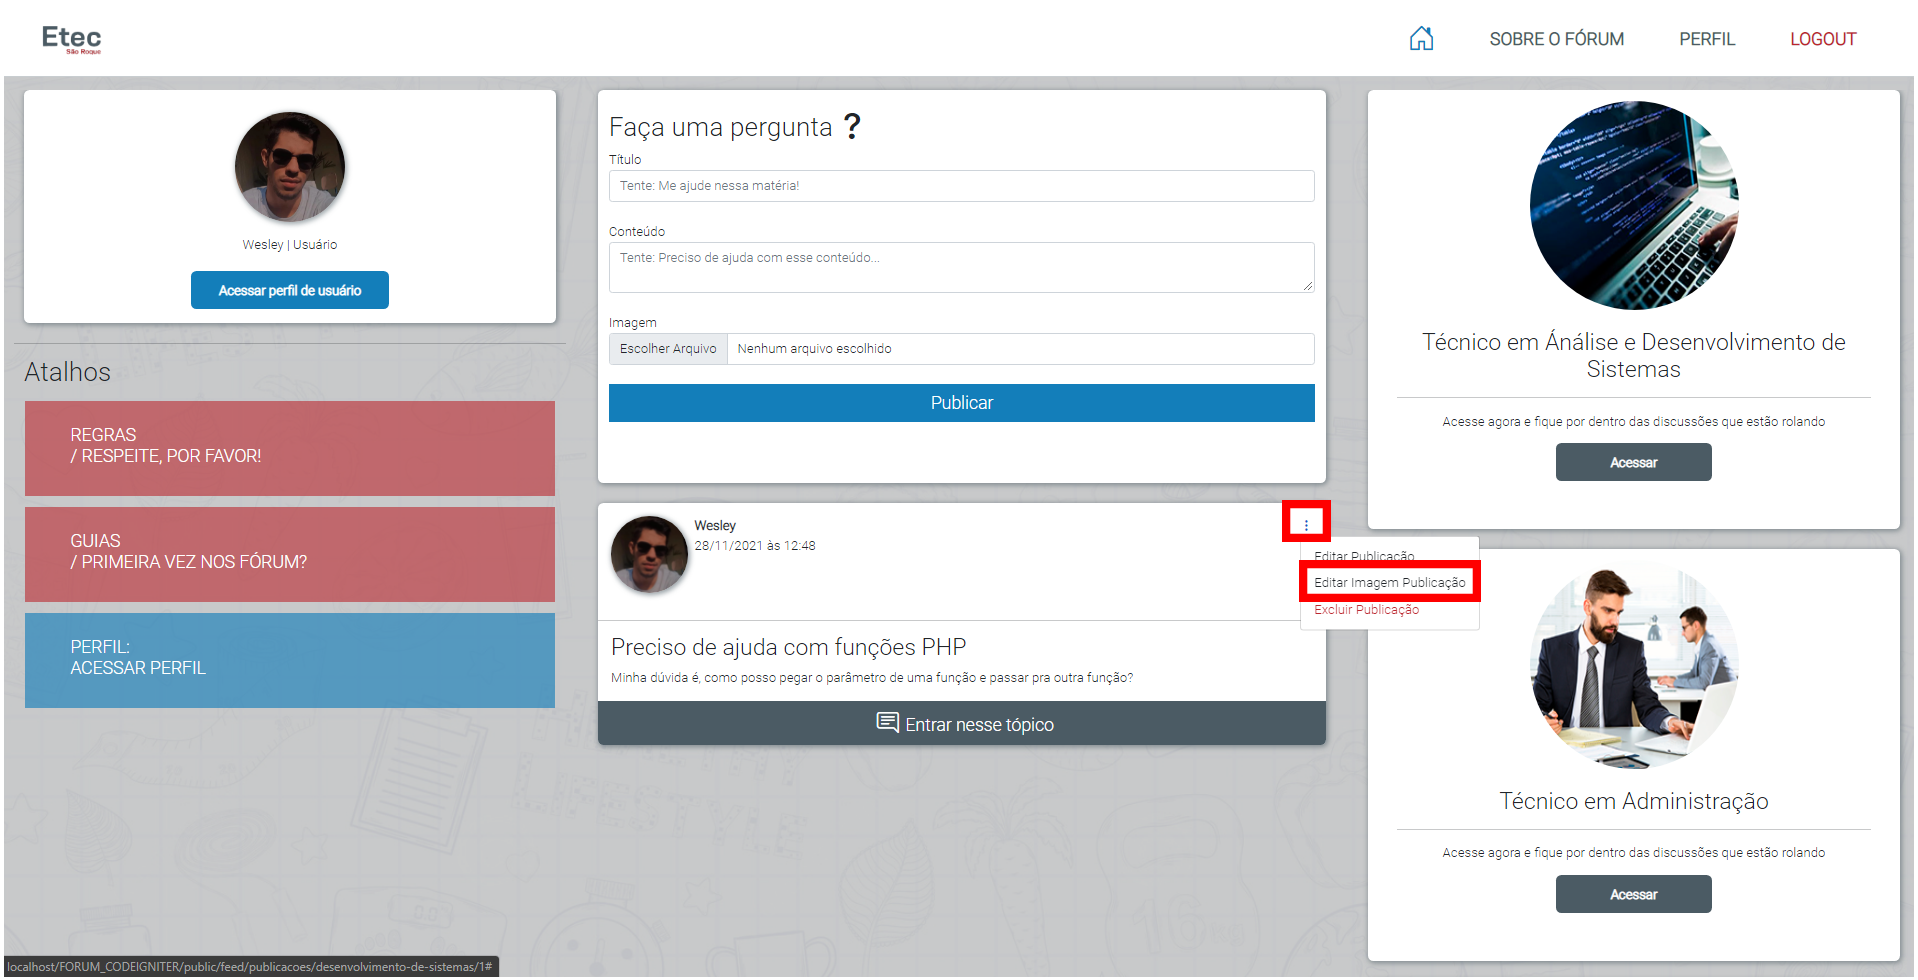 Etec
São Roque
SOBRE O FÓRUM
PERFIL
LOGOUT
Wesley | Usuário
Acessar perfil de usuário
Atalhos
REGRAS
/ RESPEITE, POR FAVOR!
GUIAS
/ PRIMEIRA VEZ NOS FÓRUM?
PERFIL:
ACESSAR PERFIL
Faça uma pergunta ?
Título
Tente: Me ajude nessa matéria!
Conteúdo
Tente: Preciso de ajuda com esse conteúdo...
Imagem
Escolher Arquivo Nenhum arquivo escolhido
Publicar
Wesley
28/11/2021 às 12:48
Editar Publicação
Editar Imagem Publicação
Excluir Publicação
Preciso de ajuda com funções PHP
Minha dúvida é, como posso pegar o parâmetro de uma função e passar pra outra função?
Entrar nesse tópico
Técnico em Ánálise e Desenvolvimento de
Sistemas
Acesse agora e fique por dentro das discussões que estão rolando
Acessar
Técnico em Administração
Acesse agora e fique por dentro das discussões que estão rolando
Acessar
localhost/FORUM_CODEIGNITER/public/feed/publicacoes/desenvolvimento-de-sistemas/1#